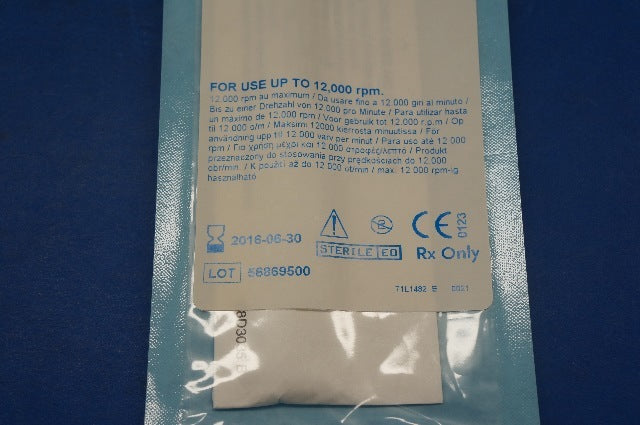 FOR USE UP TO 12,000 rpm.
12.000 rpm au maximum / Da usare fino a 12.000 giri al minuto /
Bis zu einer Drehzahl von 12.000 pro Minute / Para utilizar hasta
un máximo de 12.000 rpm / Voor gebruik tot 12.000 r.p.m / Op
til 12.000 o/m / Maksimi 12000 kierrosta minuutissa / För
användning upp till 12.000 varv per minut / Para uso até 12 000
rpm / Για χρήση μέχρι και 12.000 στροφές/λεπτό / Produkt
przeznaczony do stosowania przy prędkościach do 12 000
obr/min. / K použití až do 12 000 ot/min / max. 12 000 rpm-ig
használható
2016-06-30
STERILE EO
CE 0123
Rx Only
LOT 56869500
71L1482 B 0021